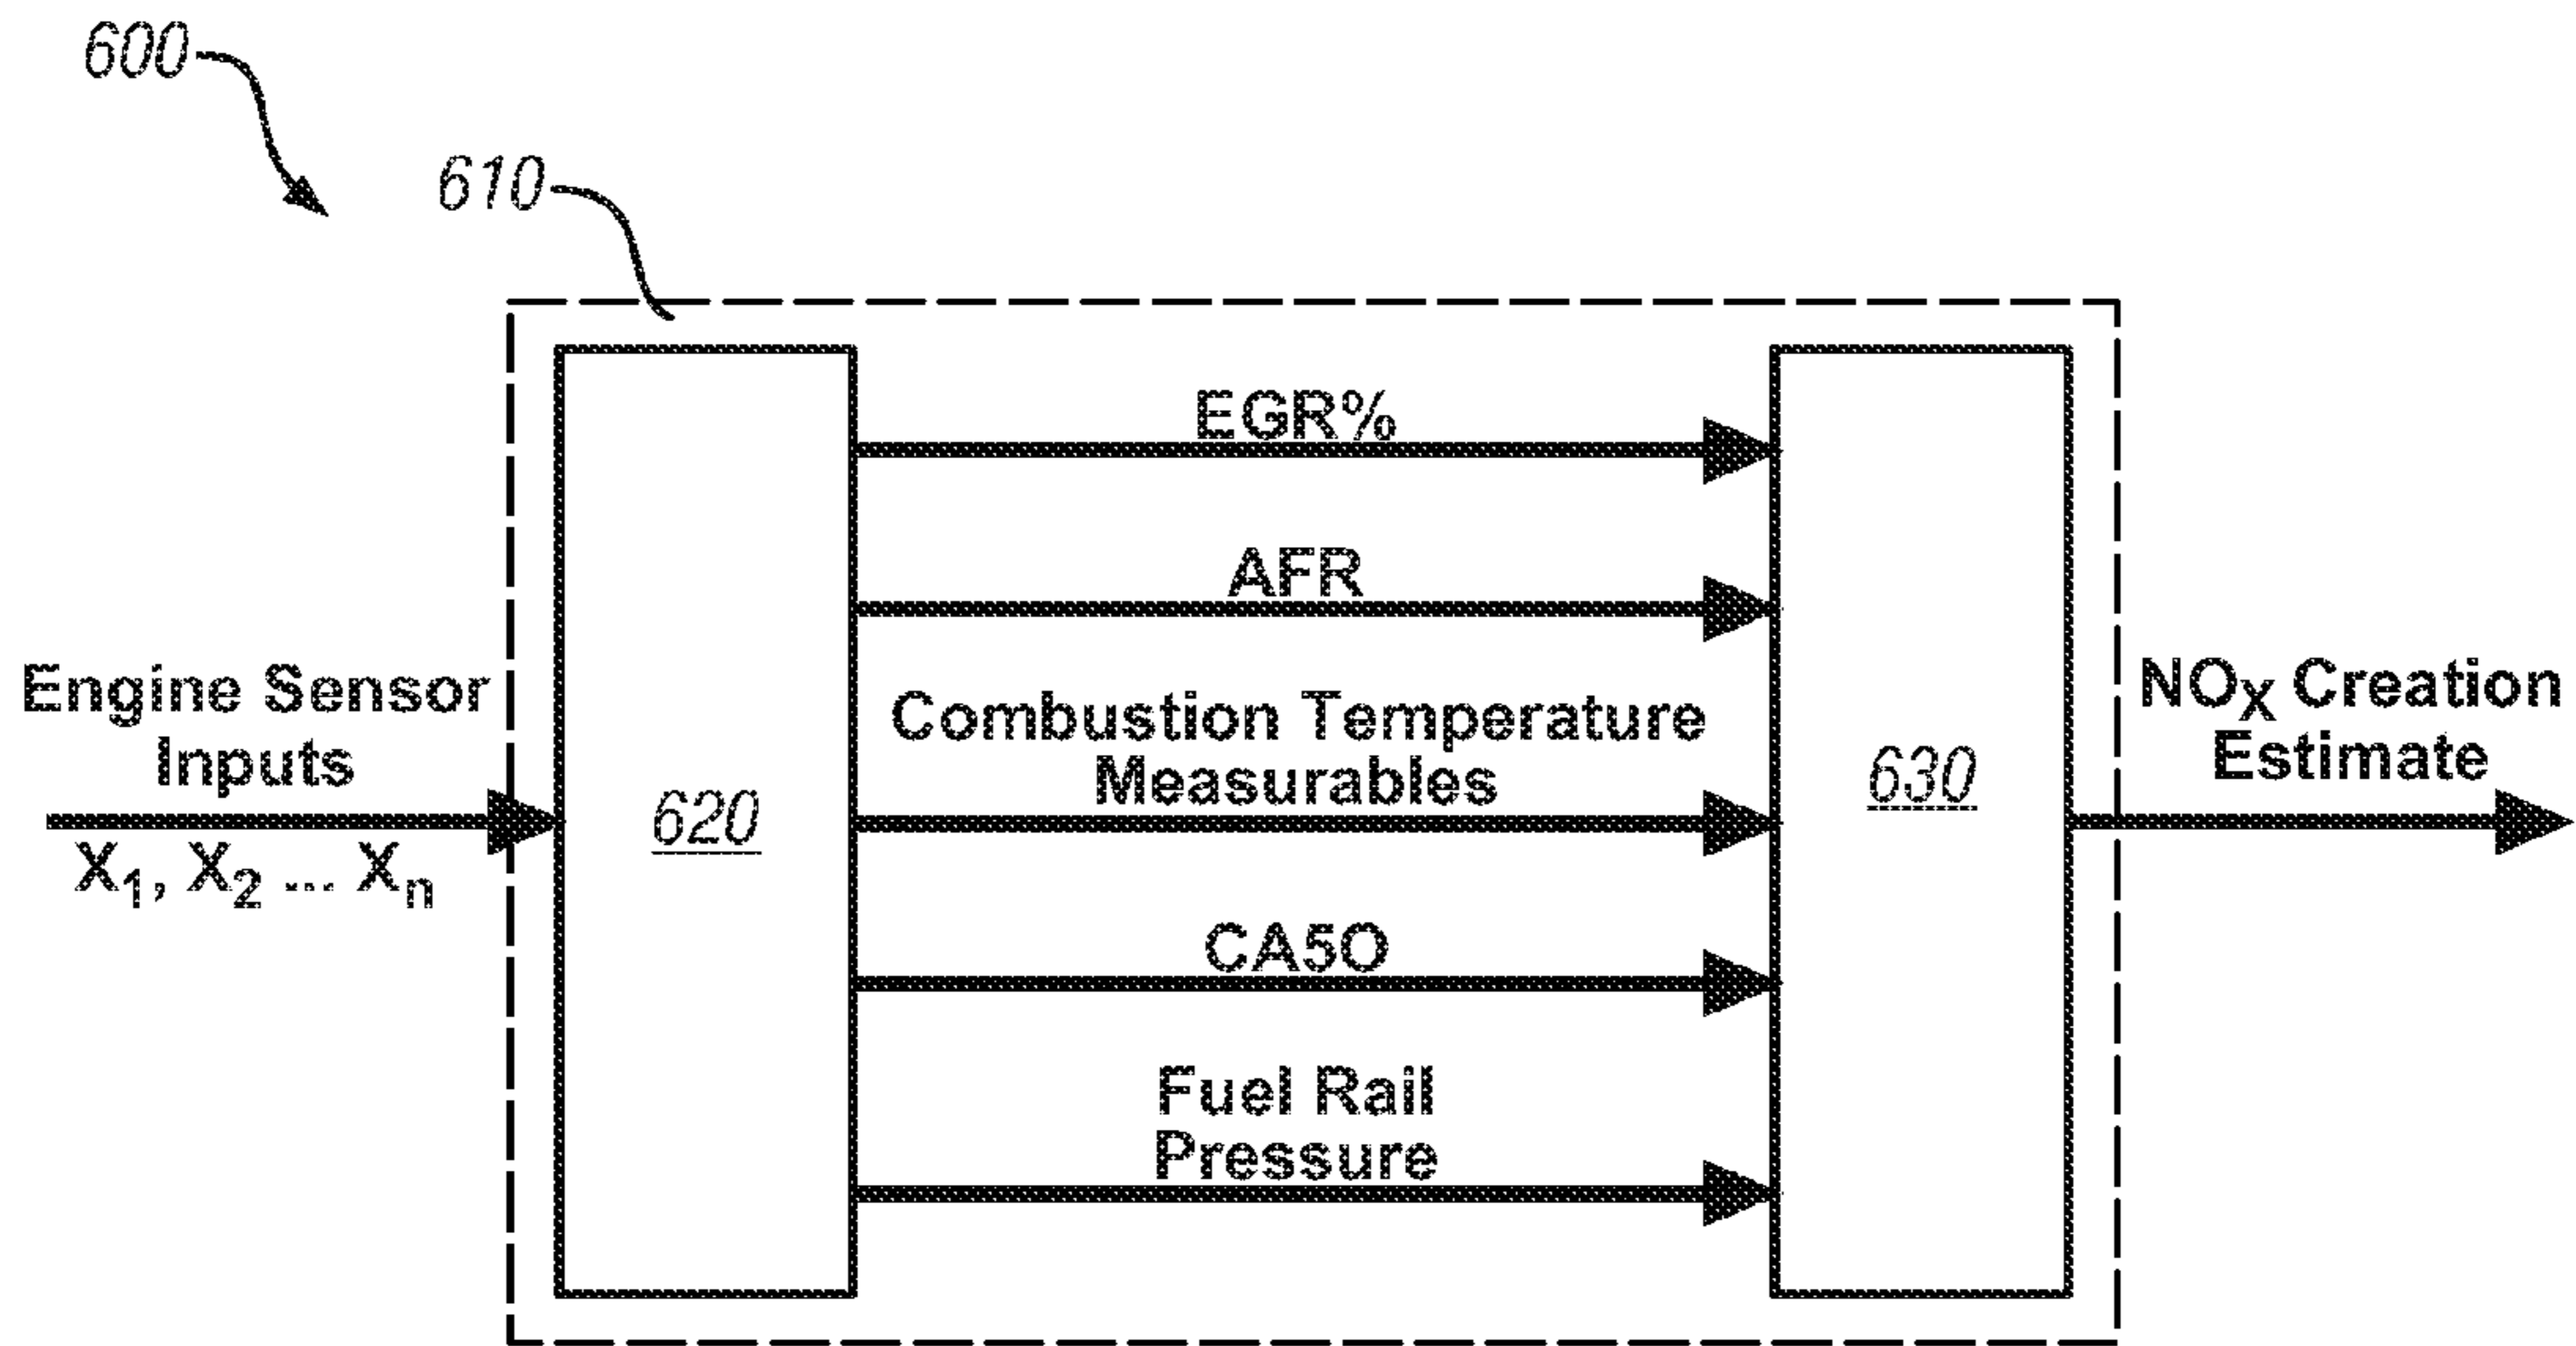 600
610
EGR%
AFR
Engine Sensor
Inputs
X1, X2 ... Xn
Combustion Temperature
Measurables
620
630
NOX Creation
Estimate
CA5O
Fuel Rail
Pressure